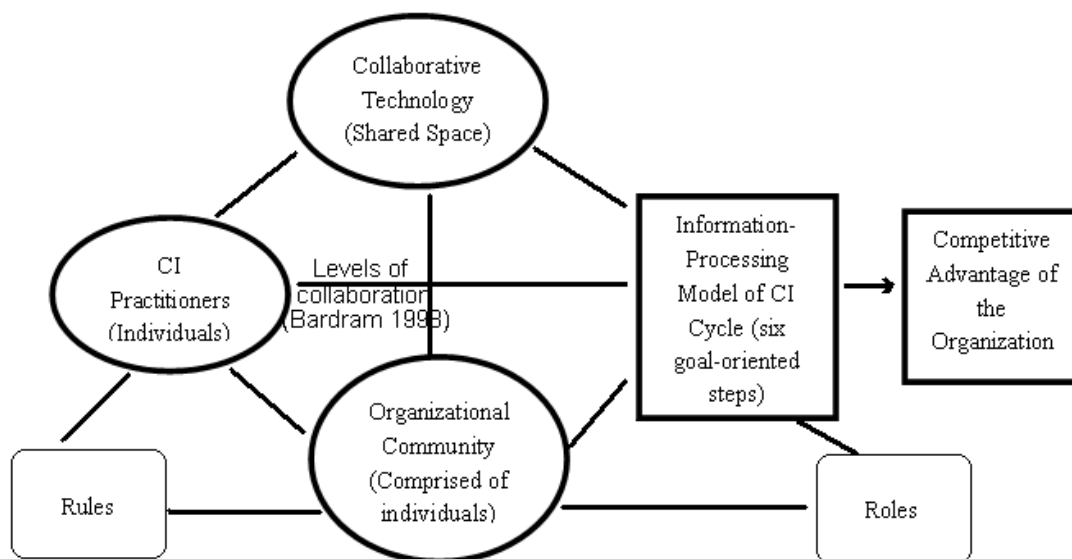 Collaborative
Technology
(Shared Space)
CI
Practitioners
(Individuals)
Levels of
collaboration
(Bardram 1998)
Information-
Processing
Model of CI
Cycle (six
goal-oriented
steps)
Competitive
Advantage of
the
Organization
Organizational
Community
(Comprised of
individuals)
Rules
Roles